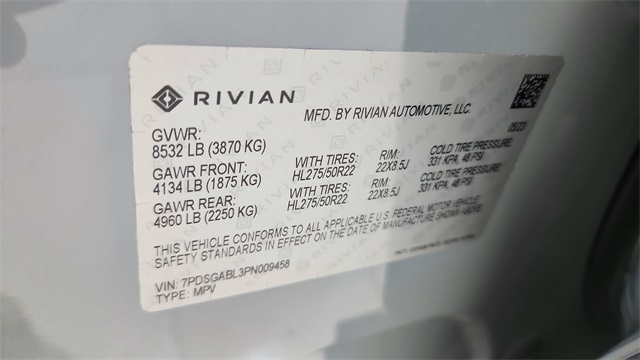 RIVIAN
MFD. BY RIVIAN AUTOMOTIVE, LLC.
05/23
GVWR:
8532 LB (3870 KG)
GAWR FRONT: WITH TIRES: RIM: COLD TIRE PRESSURE:
4134 LB (1875 KG) HL275/50R22 22X8.5J 331 KPA, 48 PSI
GAWR REAR: WITH TIRES: RIM: COLD TIRE PRESSURE:
4960 LB (2250 KG) HL275/50R22 22X8.5J 331 KPA, 48 PSI
THIS VEHICLE CONFORMS TO ALL APPLICABLE U.S. FEDERAL MOTOR VEHICLE
SAFETY STANDARDS IN EFFECT ON THE DATE OF MANUFACTURE SHOWN ABOVE.
VIN: 7PDSGABL3PN009458
TYPE: MPV